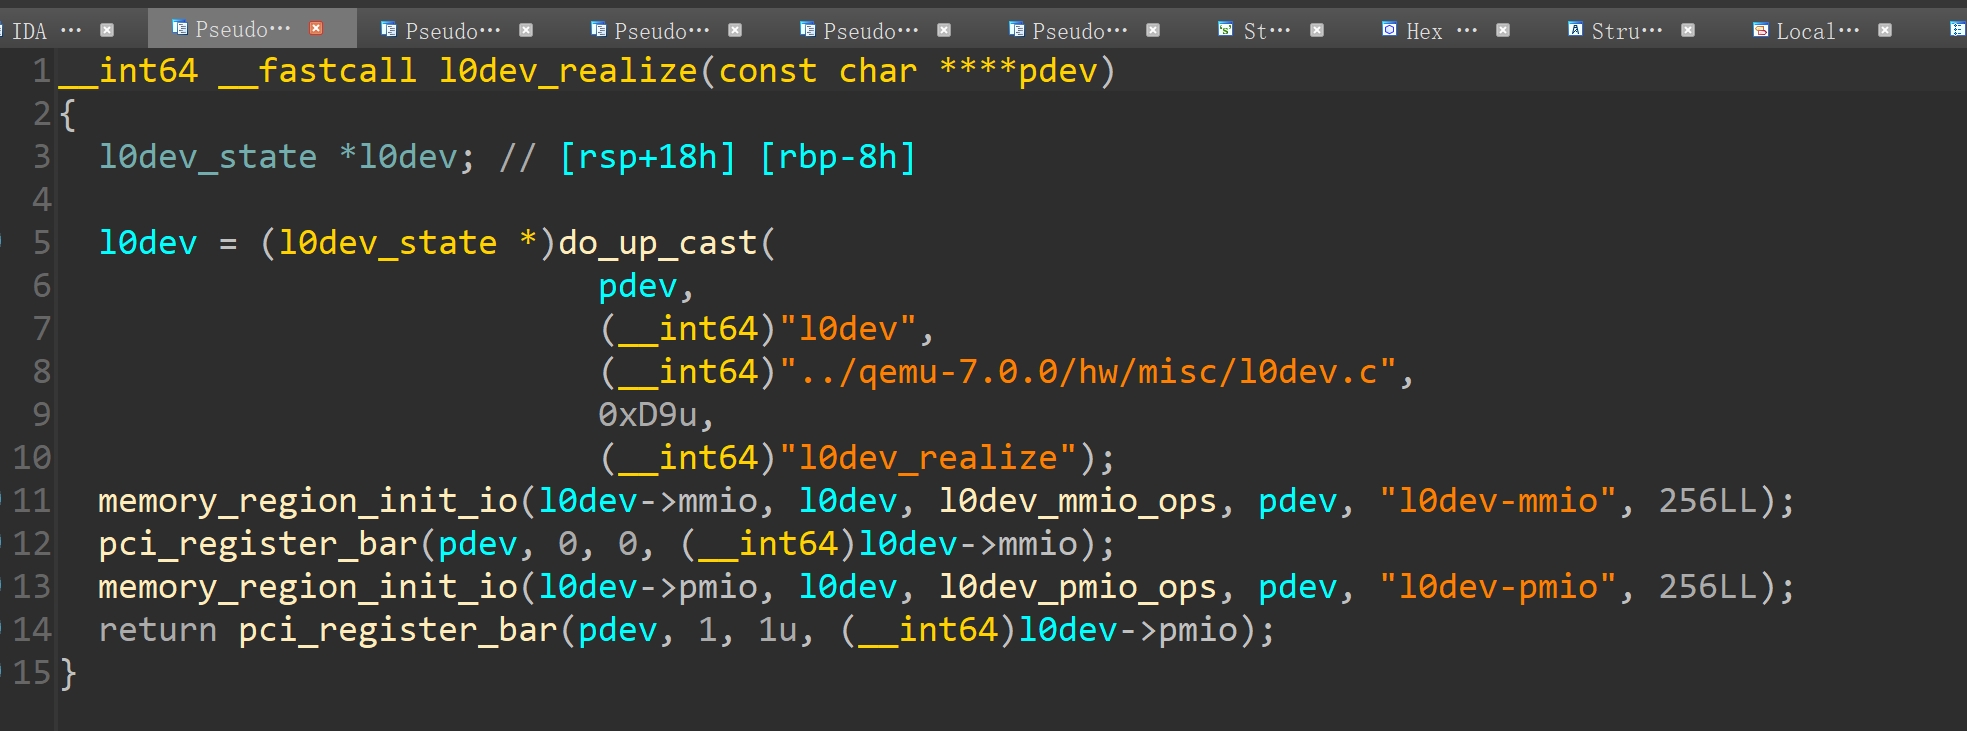 IDA ··· Pseudo··· Pseudo··· Pseudo··· Pseudo··· Pseudo··· St··· Hex ··· Stru··· Local···
1 __int64 __fastcall l0dev_realize(const char ****pdev)
2 {
3 l0dev_state *l0dev; // [rsp+18h] [rbp-8h]
4
5 l0dev = (l0dev_state *)do_up_cast(
6 pdev,
7 (__int64)"l0dev",
8 (__int64)"../qemu-7.0.0/hw/misc/l0dev.c",
9 0xD9u,
10 (__int64)"l0dev_realize");
11 memory_region_init_io(l0dev->mmio, l0dev, l0dev_mmio_ops, pdev, "l0dev-mmio", 256LL);
12 pci_register_bar(pdev, 0, 0, (__int64)l0dev->mmio);
13 memory_region_init_io(l0dev->pmio, l0dev, l0dev_pmio_ops, pdev, "l0dev-pmio", 256LL);
14 return pci_register_bar(pdev, 1, 1u, (__int64)l0dev->pmio);
15 }